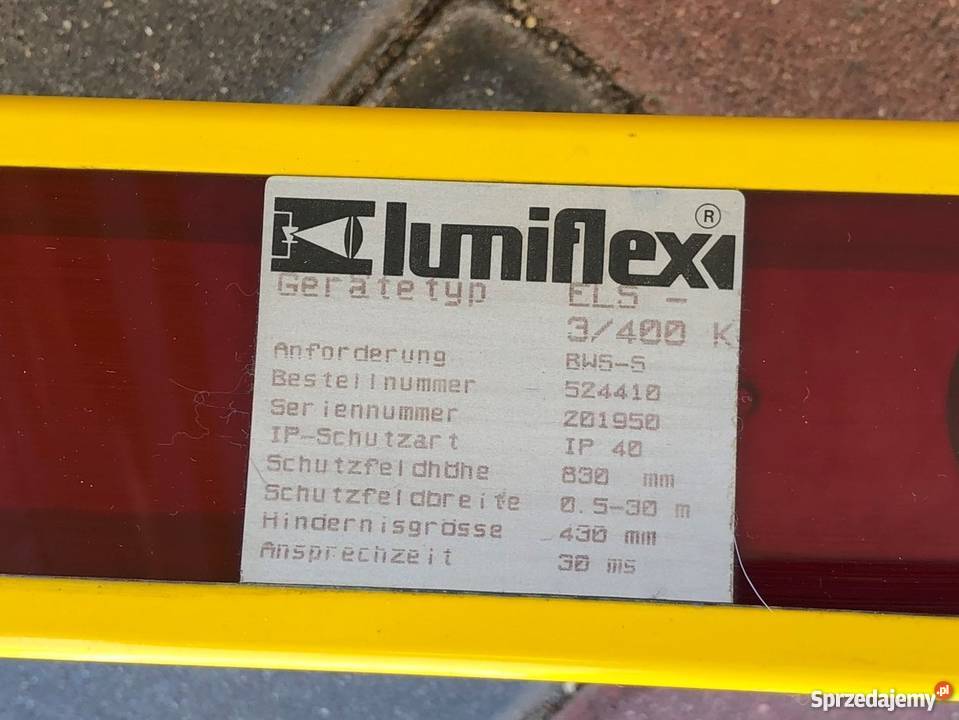 lumiflex ®
Gerätetyp ELS -
3/400 K
Anforderung BWS-S
Bestellnummer 524410
Seriennummer 201950
IP-Schutzart IP 40
Schutzfeldhöhe 830 mm
Schutzfeldbreite 0.5-30 m
Hindernisgrösse 430 mm
Ansprechzeit 30 ms
Sprzedajemy.pl